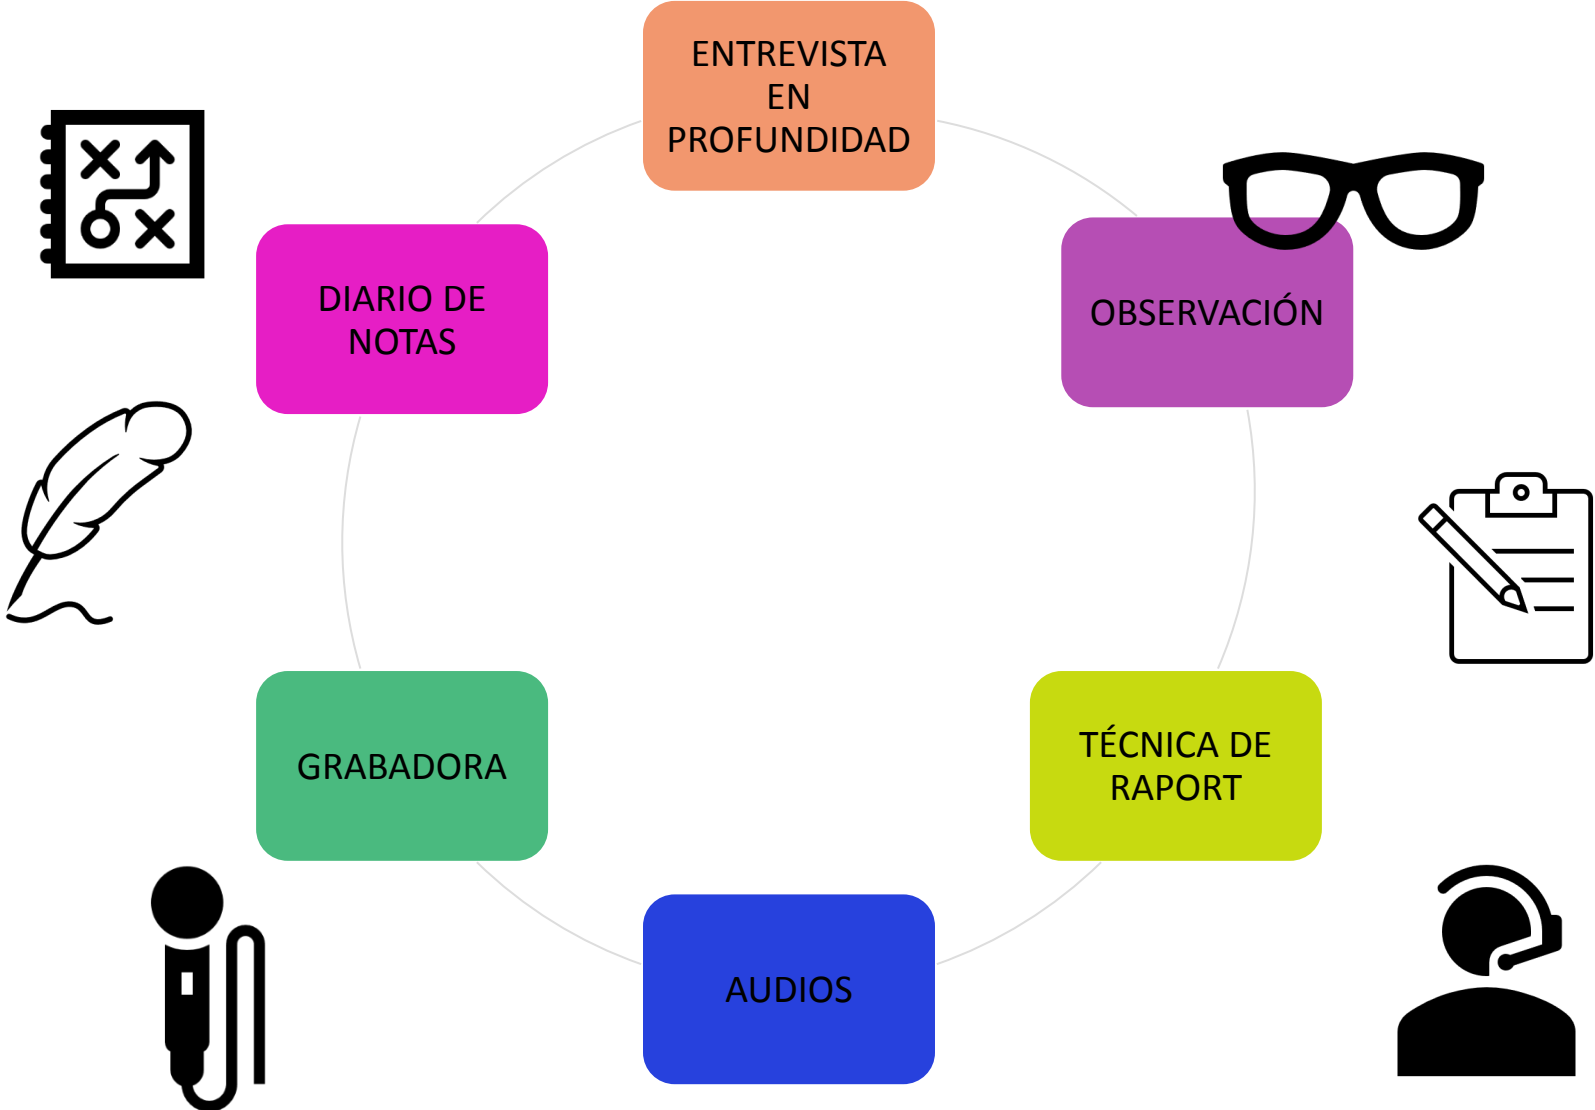 ENTREVISTA
EN
PROFUNDIDAD
OBSERVACIÓN
TÉCNICA DE
RAPORT
AUDIOS
GRABADORA
DIARIO DE
NOTAS